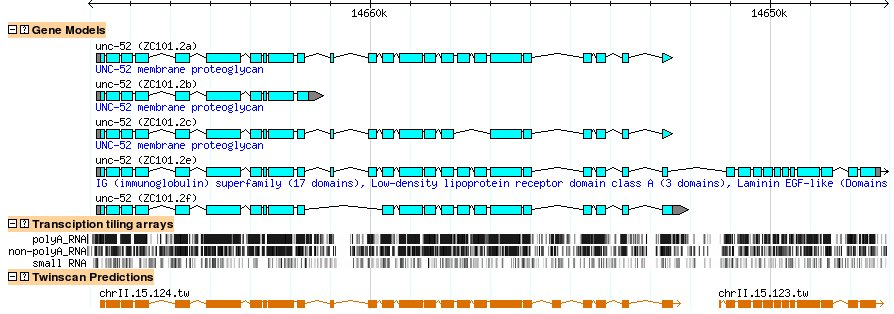 14660k 14650k
Gene Models
unc-52 (ZC101.2a)
UNC-52 membrane proteoglycan
unc-52 (ZC101.2b)
UNC-52 membrane proteoglycan
unc-52 (ZC101.2c)
UNC-52 membrane proteoglycan
unc-52 (ZC101.2e)
IG (immunoglobulin) superfamily (17 domains), Low-density lipoprotein receptor domain class A (3 domains), Laminin EGF-like (Domains
unc-52 (ZC101.2f)
Transciption tiling arrays
polyA_RNA
non-polyA_RNA
small RNA
Twinscan Predictions
chrII.15.124.tw chrII.15.123.tw